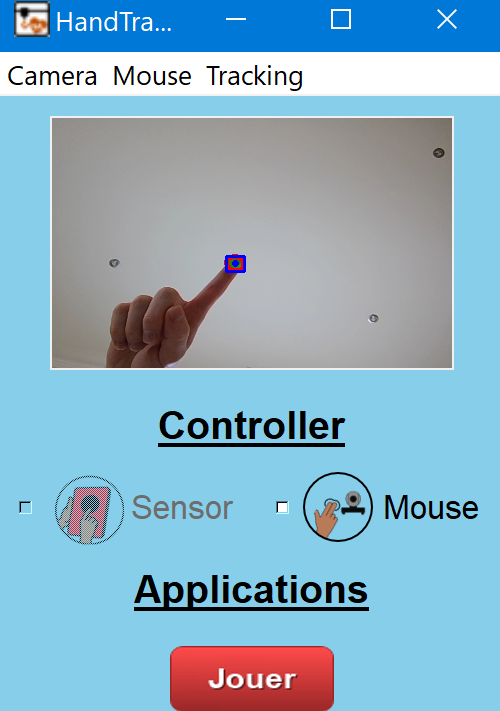 HandTra...
Camera Mouse Tracking
Controller
Sensor Mouse
Applications
Jouer